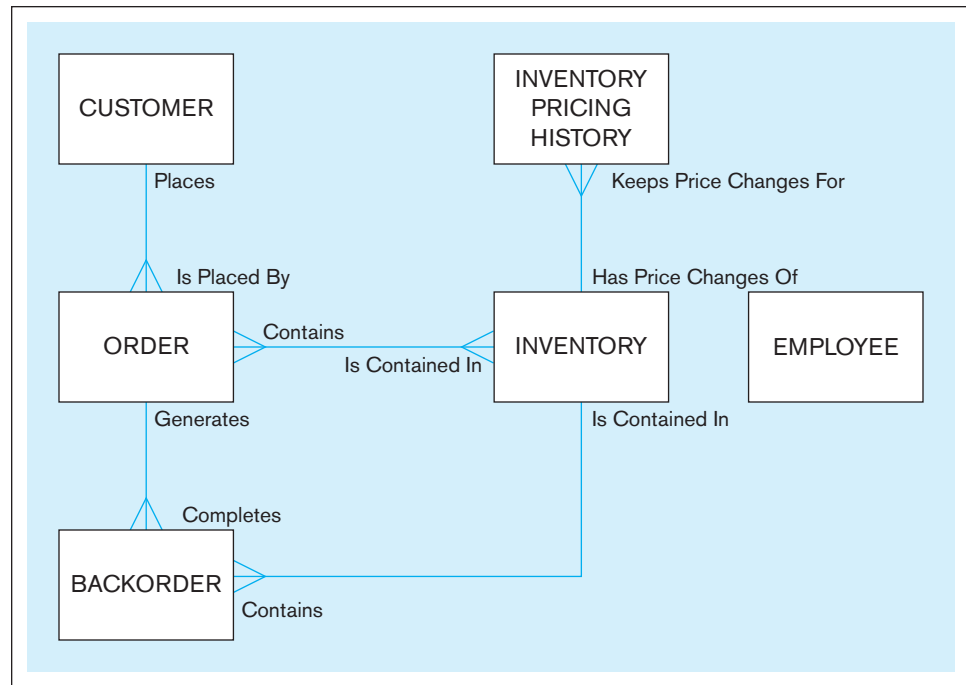 CUSTOMER
INVENTORY
PRICING
HISTORY
Places
Keeps Price Changes For
Is Placed By
Has Price Changes Of
ORDER
Contains
Is Contained In
INVENTORY
EMPLOYEE
Generates
Is Contained In
Completes
BACKORDER
Contains